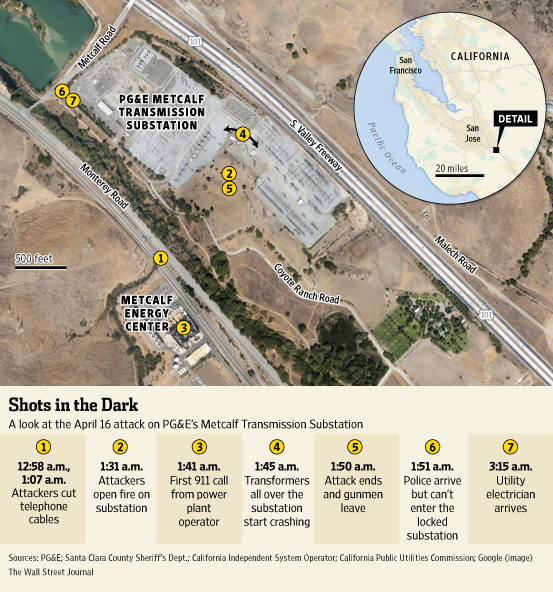 Metcalf Road
101
6
7
PG&E METCALF
TRANSMISSION
SUBSTATION
4
S. Valley Freeway
2
5
Monterey Road
500 feet
1
METCALF
ENERGY
CENTER
3
Coyote Ranch Road
Malech Road
101
San
Francisco
CALIFORNIA
San
Jose
DETAIL
Pacific Ocean
20 miles
Shots in the Dark
A look at the April 16 attack on PG&E's Metcalf Transmission Substation
1
12:58 a.m.,
1:07 a.m.
Attackers cut
telephone
cables
2
1:31 a.m.
Attackers
open fire on
substation
3
1:41 a.m.
First 911 call
from power
plant
operator
4
1:45 a.m.
Transformers
all over the
substation
start crashing
5
1:50 a.m.
Attack ends
and gunmen
leave
6
1:51 a.m.
Police arrive
but can't
enter the
locked
substation
7
3:15 a.m.
Utility
electrician
arrives
Sources: PG&E; Santa Clara County Sheriff's Dept.; California Independent System Operator; California Public Utilities Commission; Google (image)
The Wall Street Journal